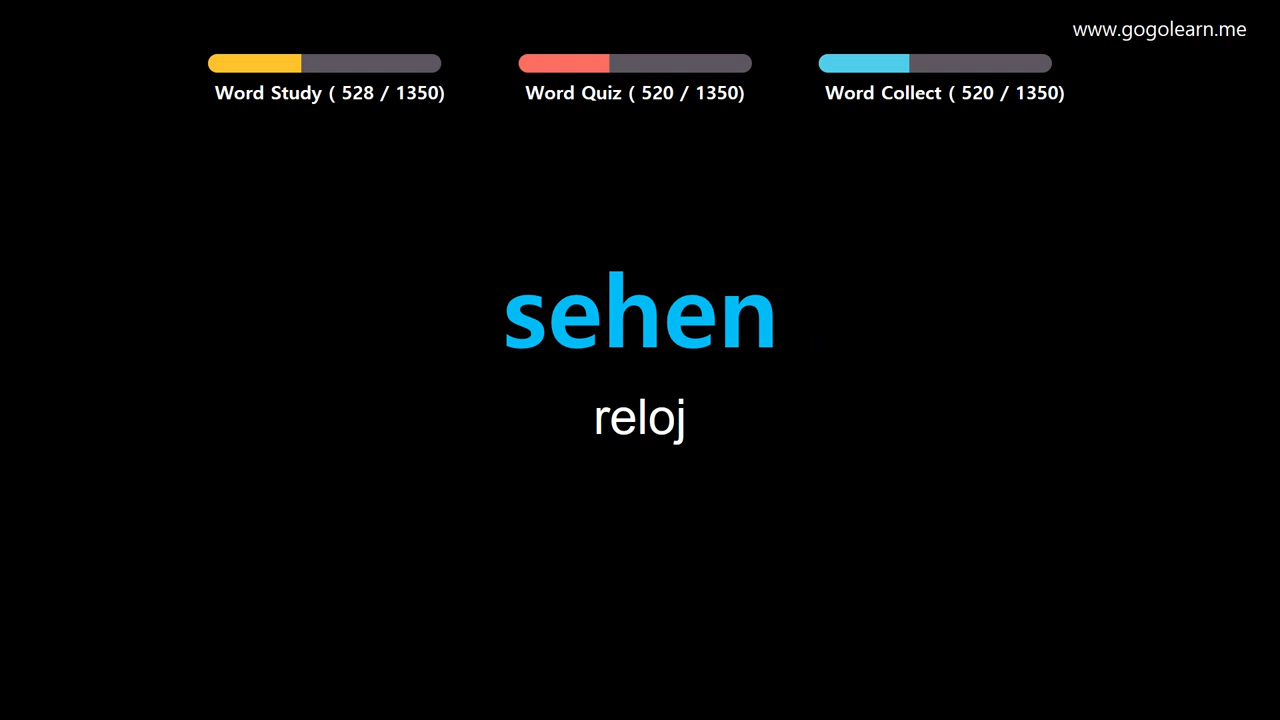 www.gogolearn.me
Word Study ( 528 / 1350)
Word Quiz ( 520 / 1350)
Word Collect ( 520 / 1350)
sehen
reloj